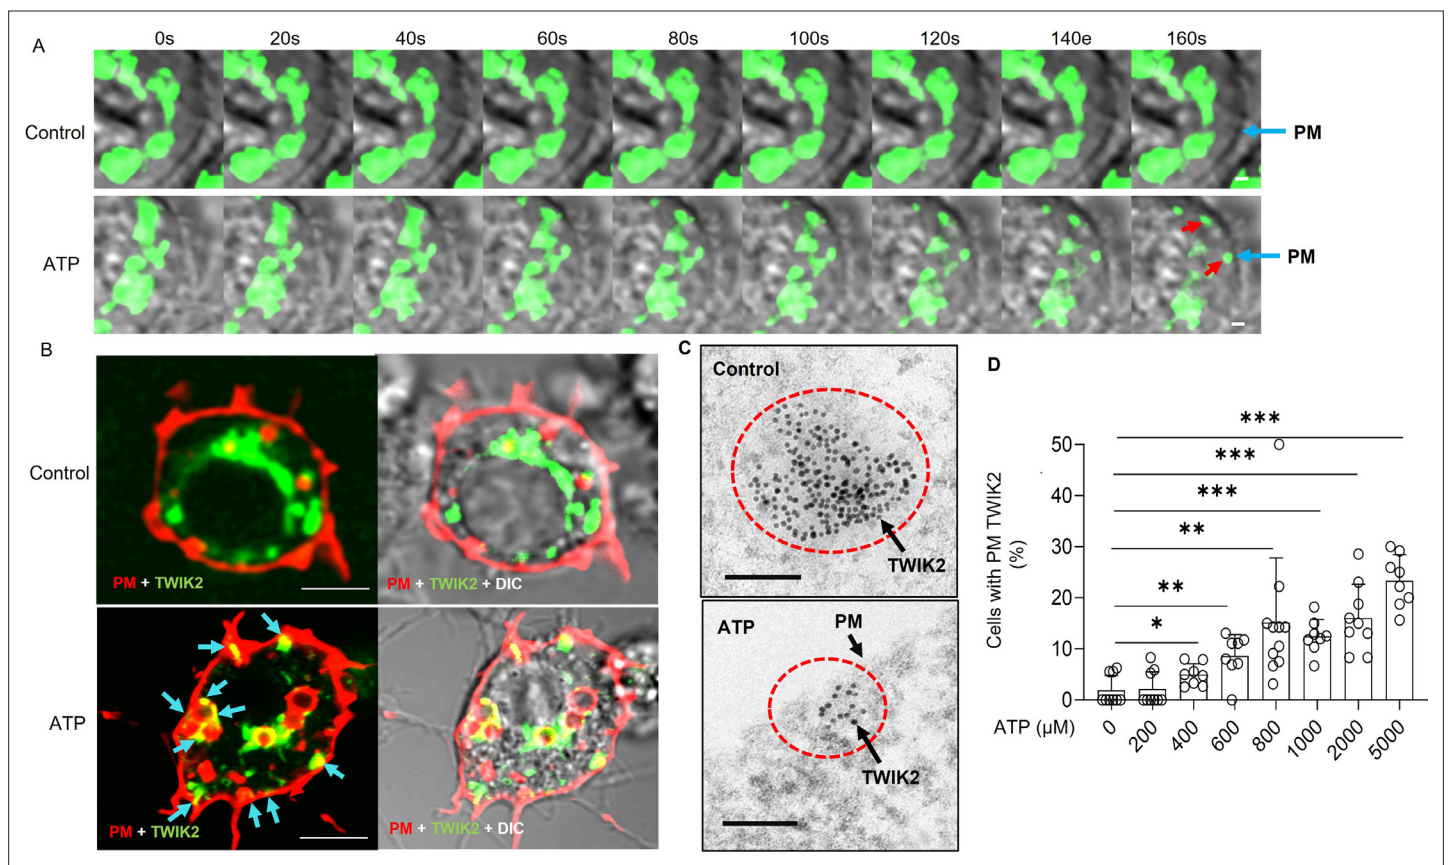 A
0s 20s 40s 60s 80s 100s 120s 140s 160s
Control
PM
ATP
PM
B
Control
PM + TWIK2
PM + TWIK2 + DIC
ATP
PM + TWIK2
PM + TWIK2 + DIC
C
Control
TWIK2
ATP
PM
TWIK2
D
***
***
***
**
**
*
Cells with PM TWIK2
(%)
50
40
30
20
10
0
ATP (μM)
0 200 400 600 800 1000 2000 5000